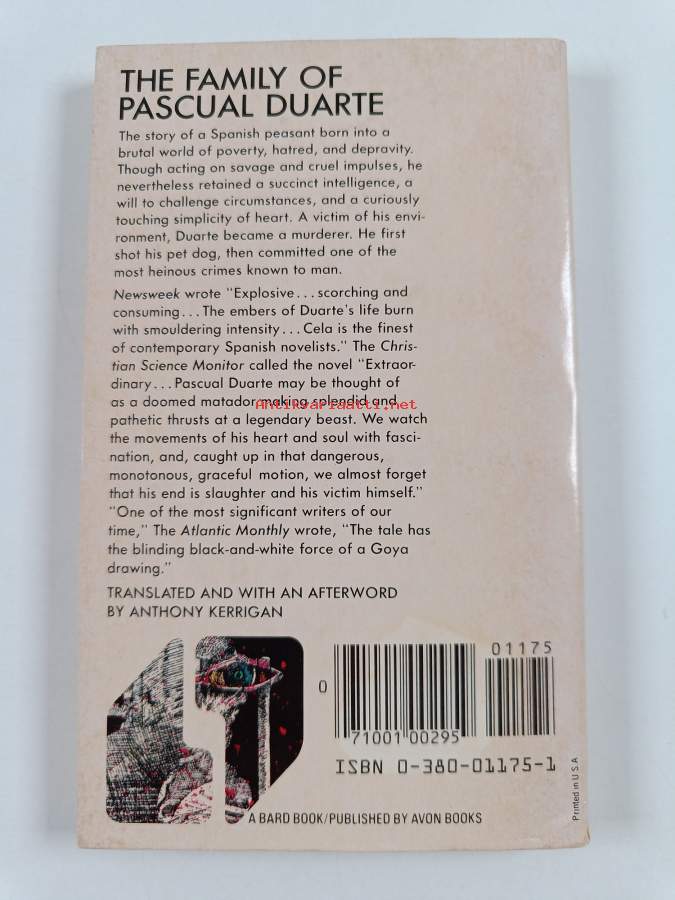 THE FAMILY OF
PASCUAL DUARTE
The story of a Spanish peasant born into a
brutal world of poverty, hatred, and depravity.
Though acting on savage and cruel impulses, he
nevertheless retained a succinct intelligence, a
will to challenge circumstances, and a curiously
touching simplicity of heart. A victim of his envi-
ronment, Duarte became a murderer. He first
shot his pet dog, then committed one of the
most heinous crimes known to man.
Newsweek wrote “Explosive...scorching and
consuming...The embers of Duarte's life burn
with smouldering intensity...Cela is the finest
of contemporary Spanish novelists.” The Chris-
tian Science Monitor called the novel “Extraor-
dinary...Pascual Duarte may be thought of
as a doomed matador making splendid and
Antikvariaatti.net
pathetic thrusts at a legendary beast. We watch
the movements of his heart and soul with fasci-
nation, and, caught up in that dangerous,
monotonous, graceful motion, we almost forget
that his end is slaughter and his victim himself.”
“One of the most significant writers of our
time,” The Atlantic Monthly wrote, “The tale has
the blinding black-and-white force of a Goya
drawing.”
TRANSLATED AND WITH AN AFTERWORD
BY ANTHONY KERRIGAN
01175
0
71001 00295
ISBN 0-380-01175-1
Printed in U.S.A.
A BARD BOOK/PUBLISHED BY AVON BOOKS